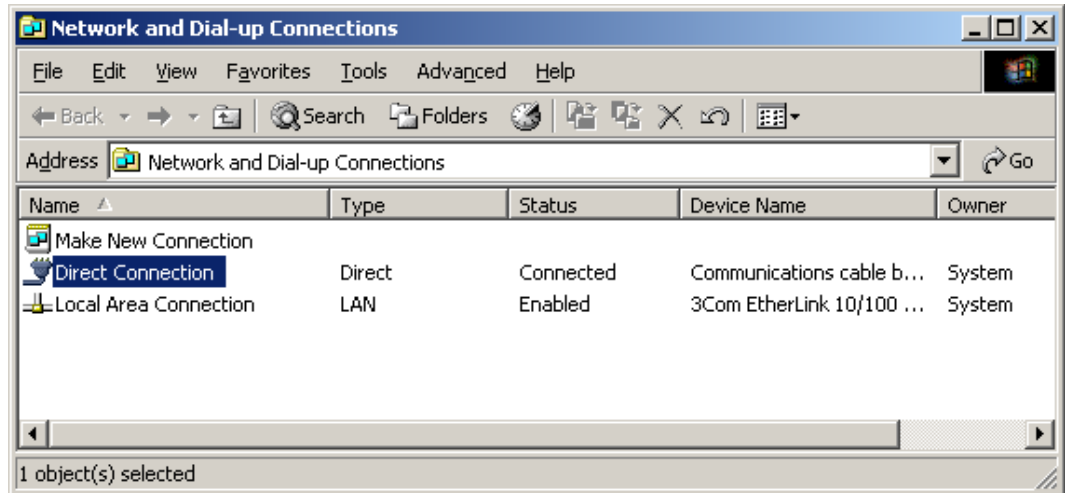 Network and Dial-up Connections
File Edit View Favorites Tools Advanced Help
Back Search Folders
Address Network and Dial-up Connections Go
Name Type Status Device Name Owner
Make New Connection
Direct Connection Direct Connected Communications cable b... System
Local Area Connection LAN Enabled 3Com EtherLink 10/100 ... System
1 object(s) selected